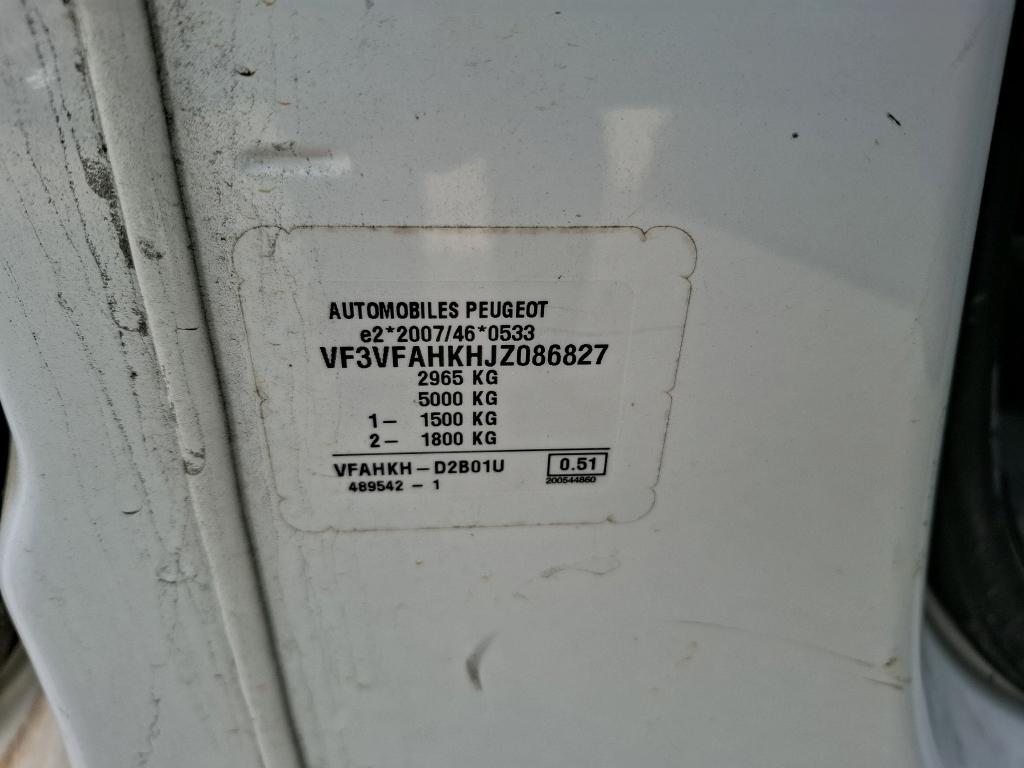 AUTOMOBILES PEUGEOT
e2*2007/46*0533
VF3VFAHKHJZ086827
2965 KG
5000 KG
1- 1500 KG
2- 1800 KG
VFAHKH-D2B01U 0.51
489542-1 200544860